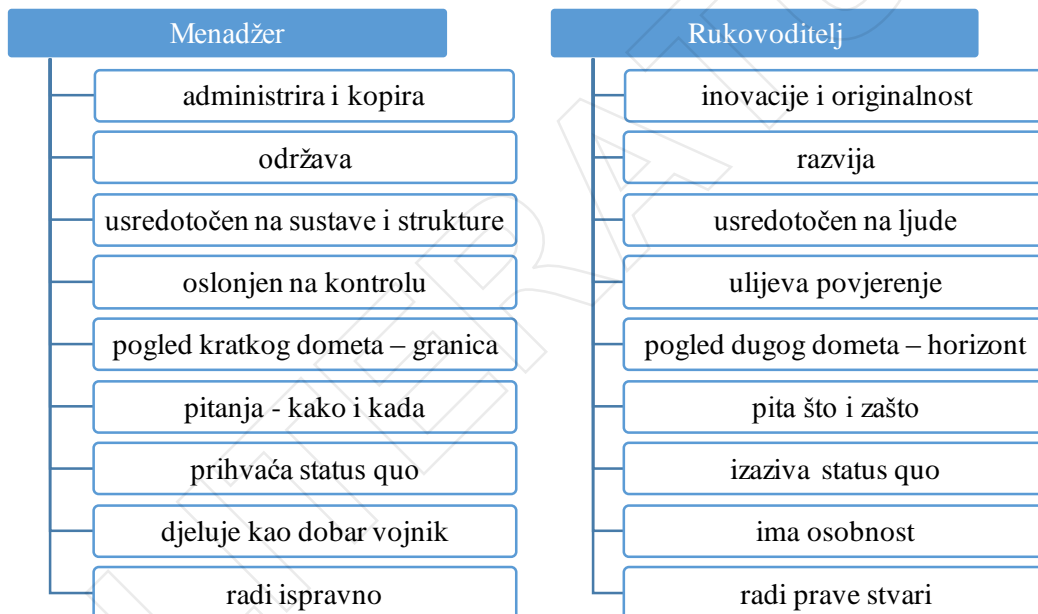 Menadžer
administrira i kopira
održava
usredotočen na sustave i strukture
oslonjen na kontrolu
pogled kratkog dometa – granica
pitanja - kako i kada
prihvaća status quo
djeluje kao dobar vojnik
radi ispravno
Rukovoditelj
inovacije i originalnost
razvija
usredotočen na ljude
ulijeva povjerenje
pogled dugog dometa – horizont
pita što i zašto
izaziva  status quo
ima osobnost
radi prave stvari